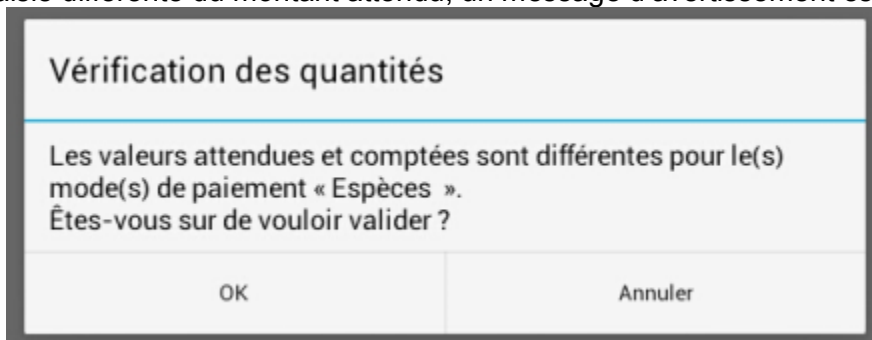 différente du montant attendu, un message d'avertissement
Vérification des quantités
Les valeurs attendues et comptées sont différentes pour le(s)
mode(s) de paiement « Espèces  ».
Êtes-vous sur de vouloir valider ?
OK
Annuler